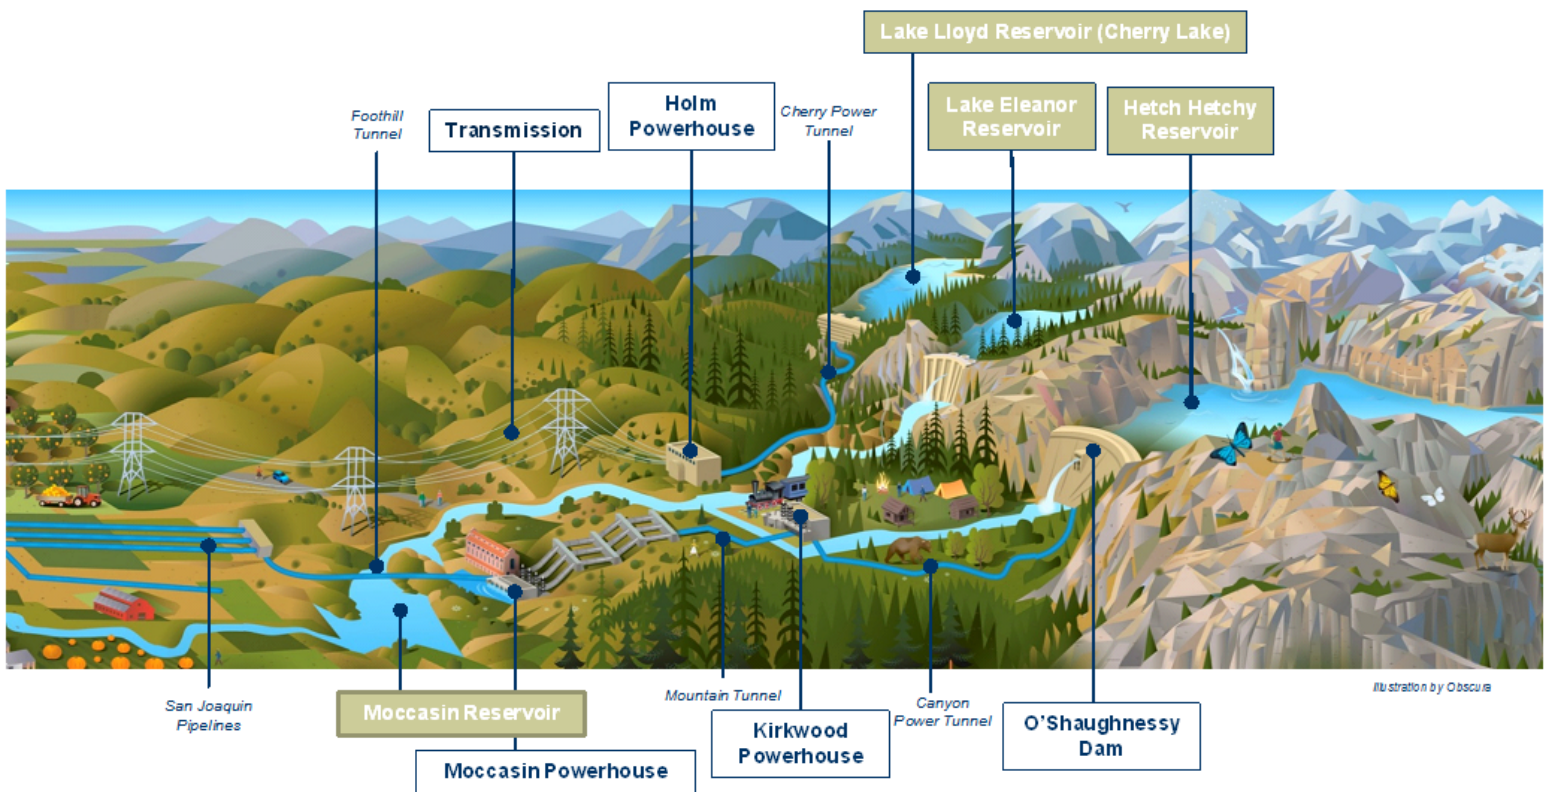 Lake Lloyd Reservoir (Cherry Lake)
Foothill
Tunnel
Transmission
Holm
Powerhouse
Cherry Power
Tunnel
Lake Eleanor
Reservoir
Hetch Hetchy
Reservoir
San Joaquin
Pipelines
Moccasin Reservoir
Moccasin Powerhouse
Mountain Tunnel
Kirkwood
Powerhouse
Canyon
Power Tunnel
O'Shaughnessy
Dam
Illustration by Obscura